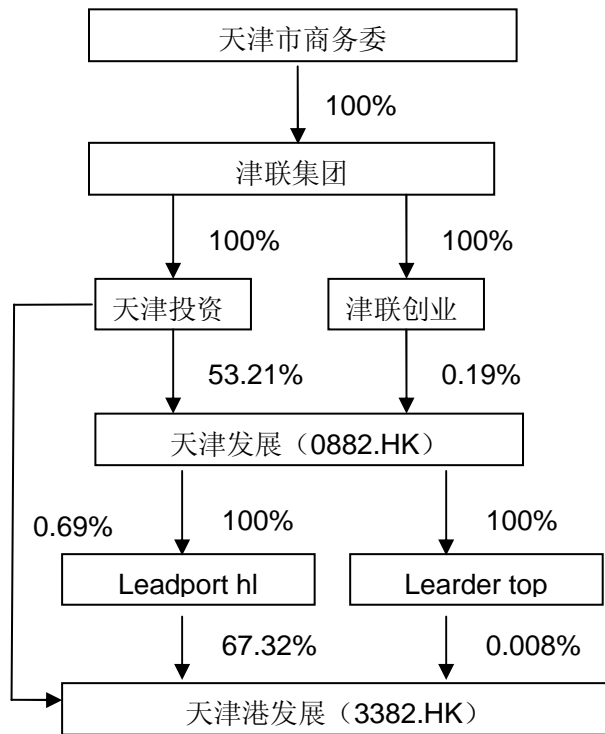 天津市商务委
100%
津联集团
100% 100%
天津投资 津联创业
53.21% 0.19%
天津发展（0882.HK）
0.69% 100% 100%
Leadport hl Learder top
67.32% 0.008%
天津港发展（3382.HK）